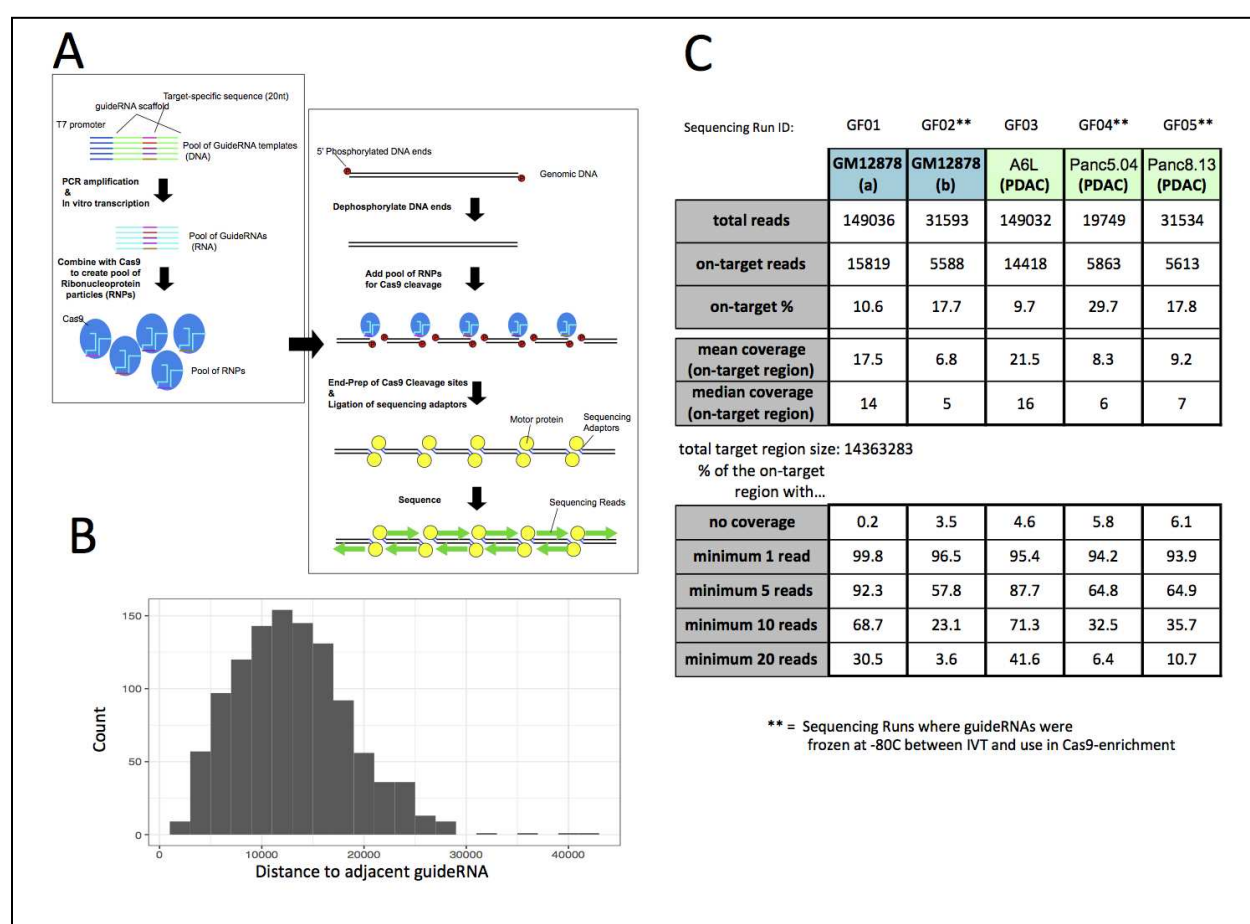 A
guideRNA scaffold
Target-specific sequence (20nt)
T7 promoter
Pool of GuideRNA templates
(DNA)
PCR amplification
&
In vitro transcription
Pool of GuideRNAs
(RNA)
Combine with Cas9
to create pool of
Ribonucleoprotein
particles (RNPs)
Cas9
Pool of RNPs
5' Phosphorylated DNA ends
Genomic DNA
P
P
Dephosphorylate DNA ends
Add pool of RNPs
for Cas9 cleavage
P P P P P
P P P P P
End-Prep of Cas9 Cleavage sites
&
Ligation of sequencing adaptors
Motor protein
Sequencing
Adaptors
Sequence
Sequencing Reads
B
150
100
50
0
Count
0 10000 20000 30000 40000
Distance to adjacent guideRNA
C
Sequencing Run ID: GF01 GF02** GF03 GF04** GF05**
GM12878 GM12878 A6L Panc5.04 Panc8.13
(a) (b) (PDAC) (PDAC) (PDAC)
total reads 149036 31593 149032 19749 31534
on-target reads 15819 5588 14418 5863 5613
on-target % 10.6 17.7 9.7 29.7 17.8
mean coverage
(on-target region) 17.5 6.8 21.5 8.3 9.2
median coverage
(on-target region) 14 5 16 6 7
total target region size: 14363283
% of the on-target
region with...
no coverage 0.2 3.5 4.6 5.8 6.1
minimum 1 read 99.8 96.5 95.4 94.2 93.9
minimum 5 reads 92.3 57.8 87.7 64.8 64.9
minimum 10 reads 68.7 23.1 71.3 32.5 35.7
minimum 20 reads 30.5 3.6 41.6 6.4 10.7
** = Sequencing Runs where guideRNAs were
frozen at -80C between IVT and use in Cas9-enrichment